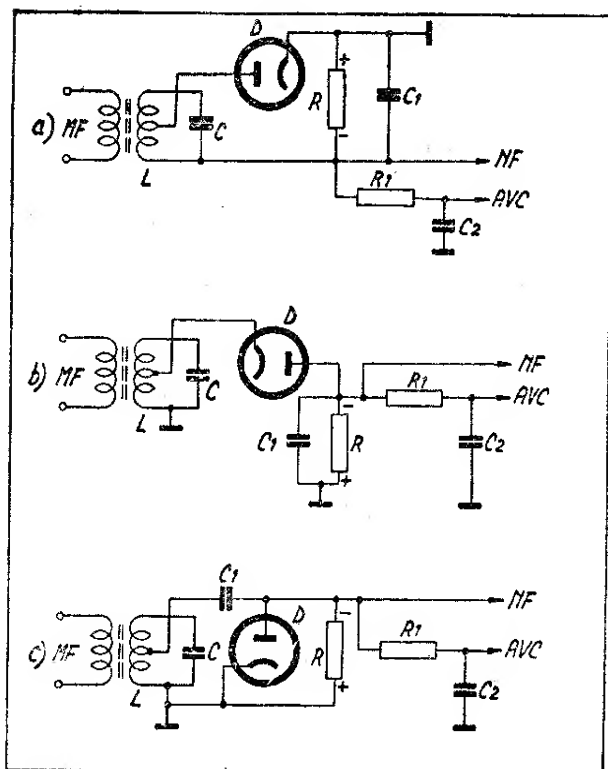 D
+
R
C1
a) MF
C
-
NF
L
R1
AVC
C2
D
b) MF
C
NF
-
R1
AVC
L
C1
R
C2
+
C1
NF
D
-
c) MF
C
R
R1
AVC
L
+
C2